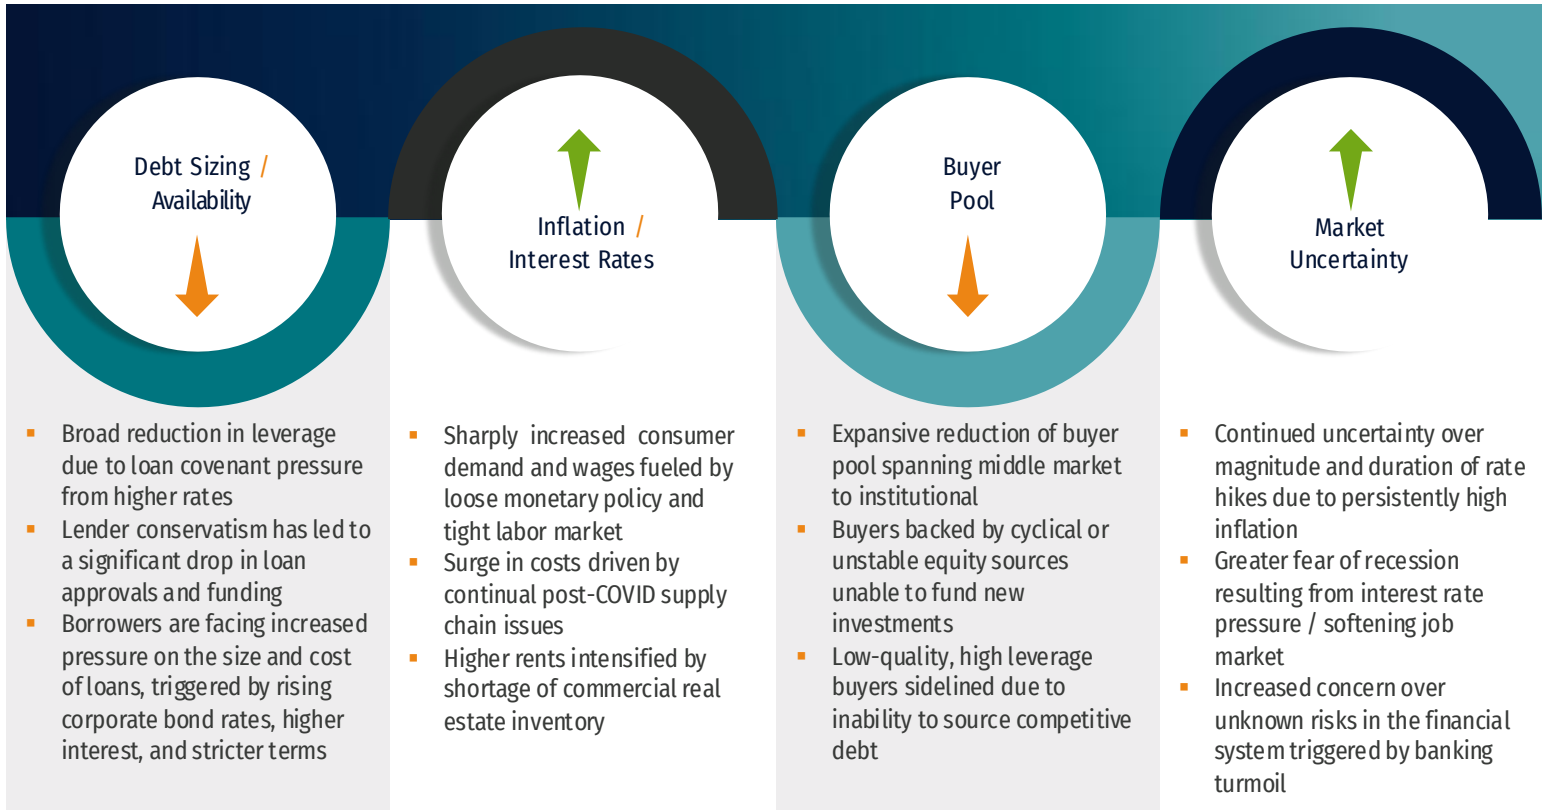 Debt Sizing /
Availability
Inflation /
Interest Rates
Buyer
Pool
Market
Uncertainty
▪ Broad reduction in leverage
due to loan covenant pressure
from higher rates
▪ Lender conservatism has led to
a significant drop in loan
approvals and funding
▪ Borrowers are facing increased
pressure on the size and cost
of loans, triggered by rising
corporate bond rates, higher
interest, and stricter terms
▪ Sharply increased consumer
demand and wages fueled by
loose monetary policy and
tight labor market
▪ Surge in costs driven by
continual post-COVID supply
chain issues
▪ Higher rents intensified by
shortage of commercial real
estate inventory
▪ Expansive reduction of buyer
pool spanning middle market
to institutional
▪ Buyers backed by cyclical or
unstable equity sources
unable to fund new
investments
▪ Low-quality, high leverage
buyers sidelined due to
inability to source competitive
debt
▪ Continued uncertainty over
magnitude and duration of rate
hikes due to persistently high
inflation
▪ Greater fear of recession
resulting from interest rate
pressure / softening job
market
▪ Increased concern over
unknown risks in the financial
system triggered by banking
turmoil